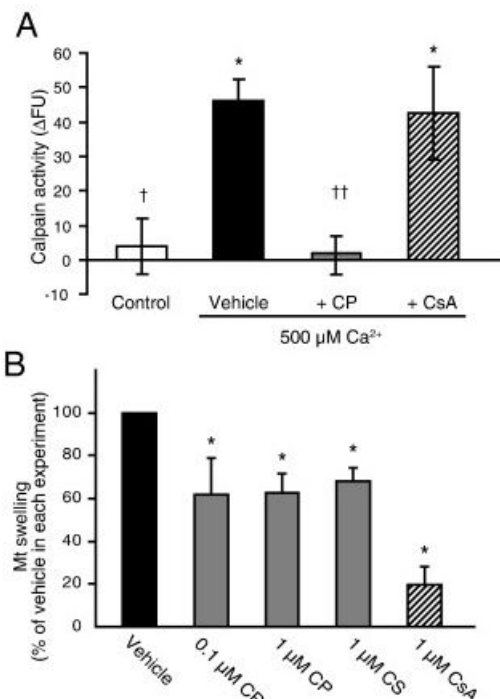 A
Calpain activity (ΔFU)
60
50
40
30
20
10
0
-10
*
*
†
††
Control
Vehicle
+ CP
+ CsA
500 µM Ca²⁺
B
Mt swelling
(% of vehicle in each experiment)
100
80
60
40
20
0
*
*
*
*
Vehicle
0.1 µM CP
1 µM CP
1 µM CS
1 µM CsA